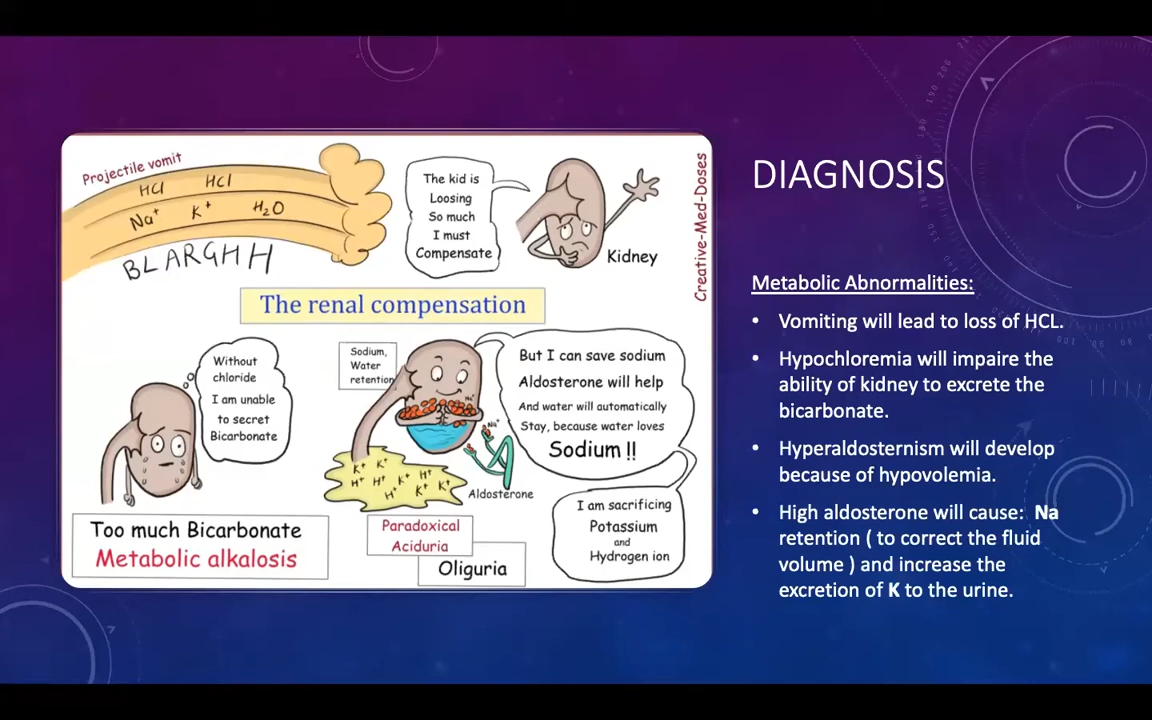 Projectile vomit
HCl HCl
Na⁺ K⁺ H₂O
BLARGHH
The kid is
Loosing
So much
I must
Compensate
Kidney
Creative-Med-Doses
The renal compensation
Without
chloride
I am unable
to secret
Bicarbonate
Too much Bicarbonate
Metabolic alkalosis
Sodium,
Water
retention
Na⁺
Na⁺
But I can save sodium
Aldosterone will help
And water will automatically
Stay, because water loves
Sodium !!
K⁺ K⁺
H⁺ H⁺ K⁺ H⁺
H⁺ K⁺ K⁺
Aldosterone
Paradoxical
Aciduria
Oliguria
I am sacrificing
Potassium
and
Hydrogen ion
DIAGNOSIS
Metabolic Abnormalities:
• Vomiting will lead to loss of HCL.
• Hypochloremia will impaire the
ability of kidney to excrete the
bicarbonate.
• Hyperaldosternism will develop
because of hypovolemia.
• High aldosterone will cause: Na
retention ( to correct the fluid
volume ) and increase the
excretion of K to the urine.